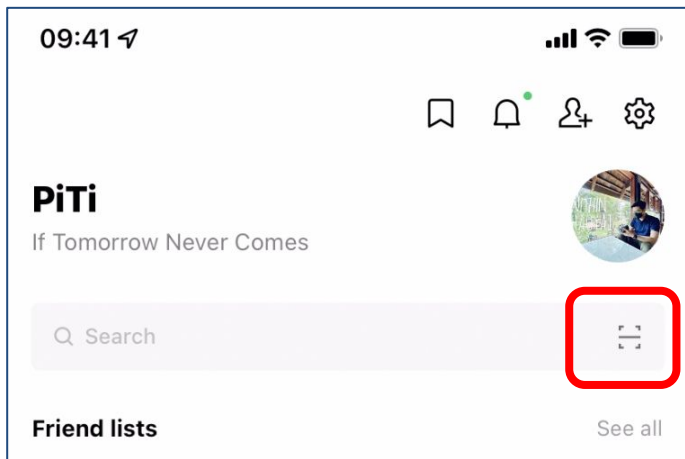 09:41
PiTi
If Tomorrow Never Comes
Search
Friend lists
See all